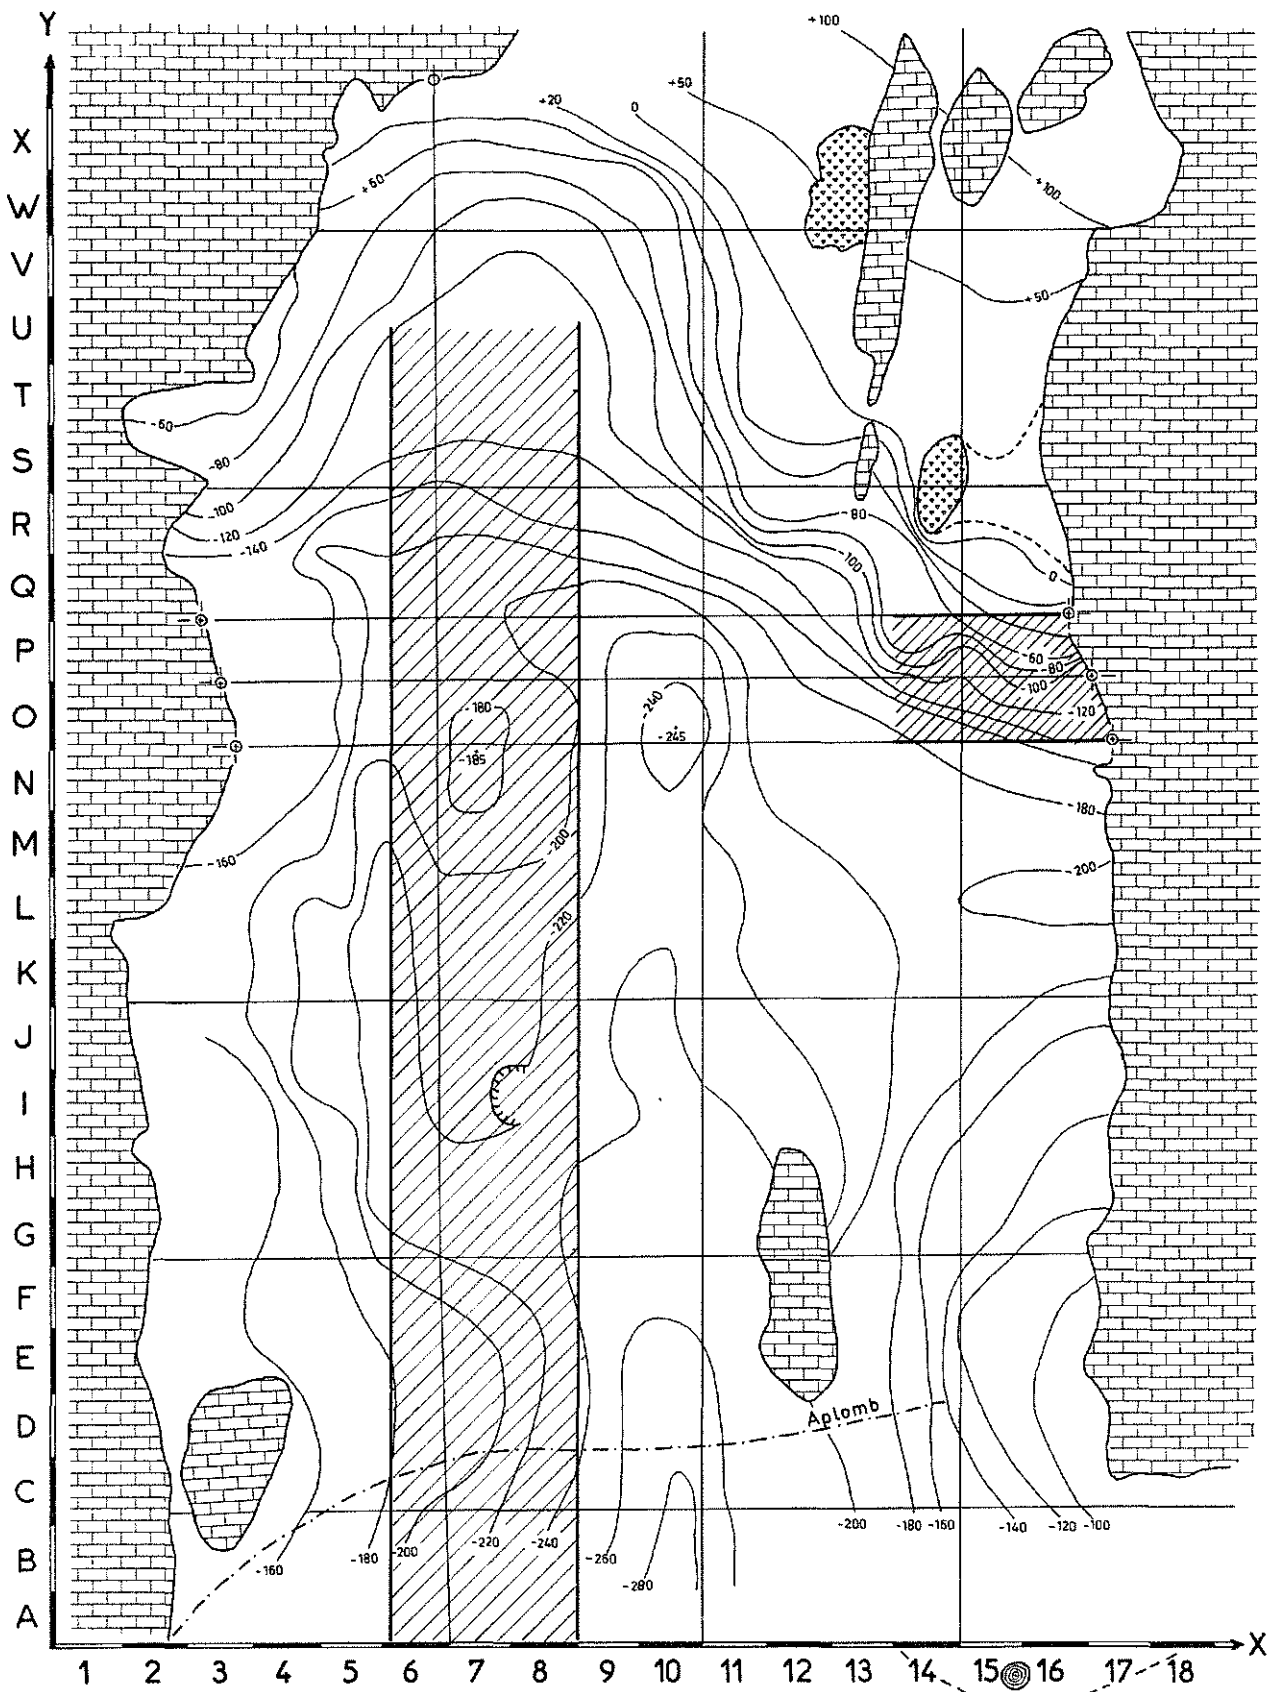 Y
+100
+50
+20
0
X
+60
+100
W
V
+50
U
T
-60
S
-80
-100
-80
R
-120
-140
-100
Q
0
P
-60
-80
-100
-240
O
-180
-120
-245
-185
N
-180
M
-200
-160
-200
L
-220
K
J
I
H
G
F
E
Aplomb
D
C
-200
-180
-160
-140
-120
-100
-180
-200
-220
-240
-260
B
-160
-280
A
X
1 2 3 4 5 6 7 8 9 10 11 12 13 14 15 16 17 18